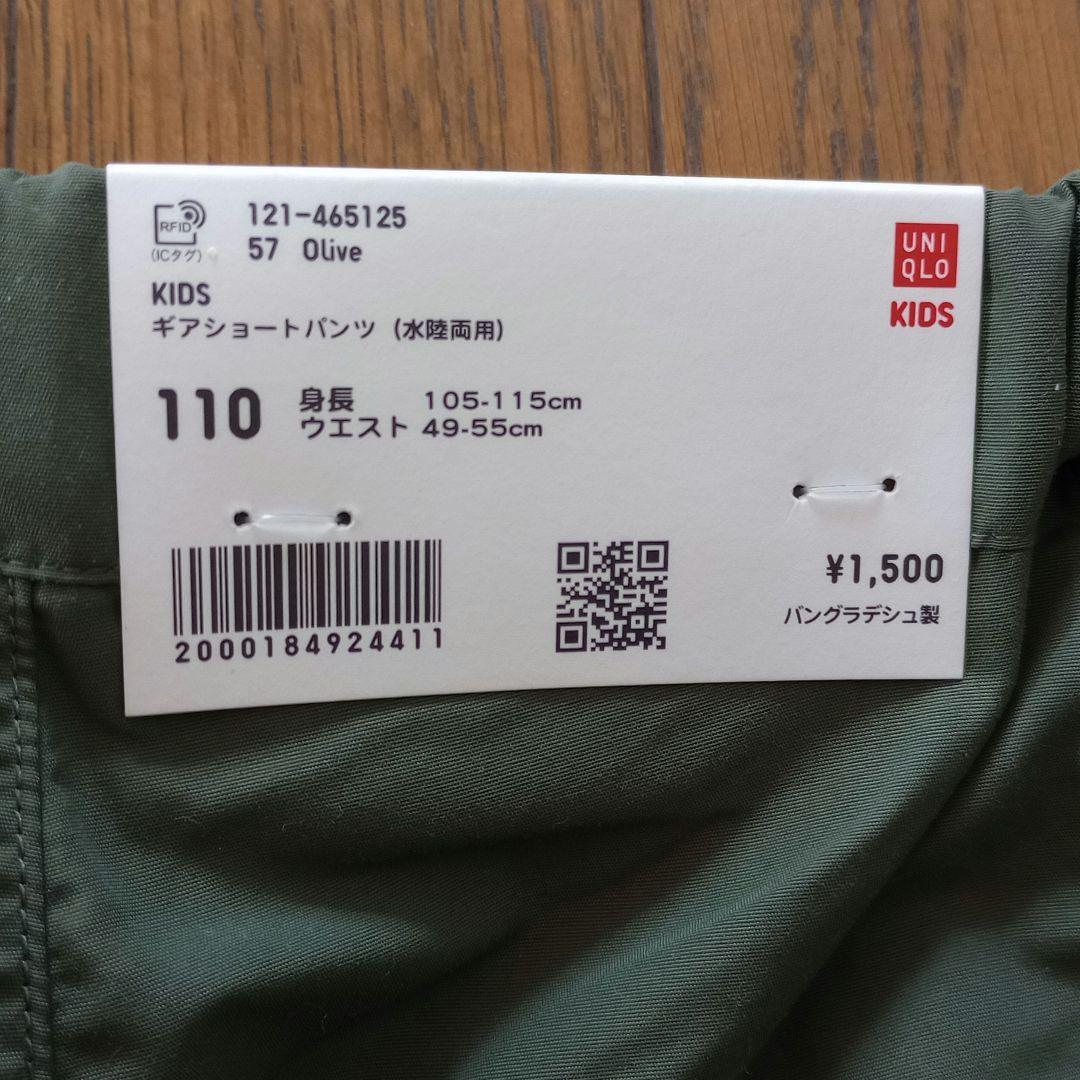 RFID
(ICタグ)
121-465125
57 Olive
KIDS
ギアショートパンツ (水陸両用)
UNI
QLO
KIDS
110
身長 105-115cm
ウエスト 49-55cm
2000184924411
¥1,500
バングラデシュ製